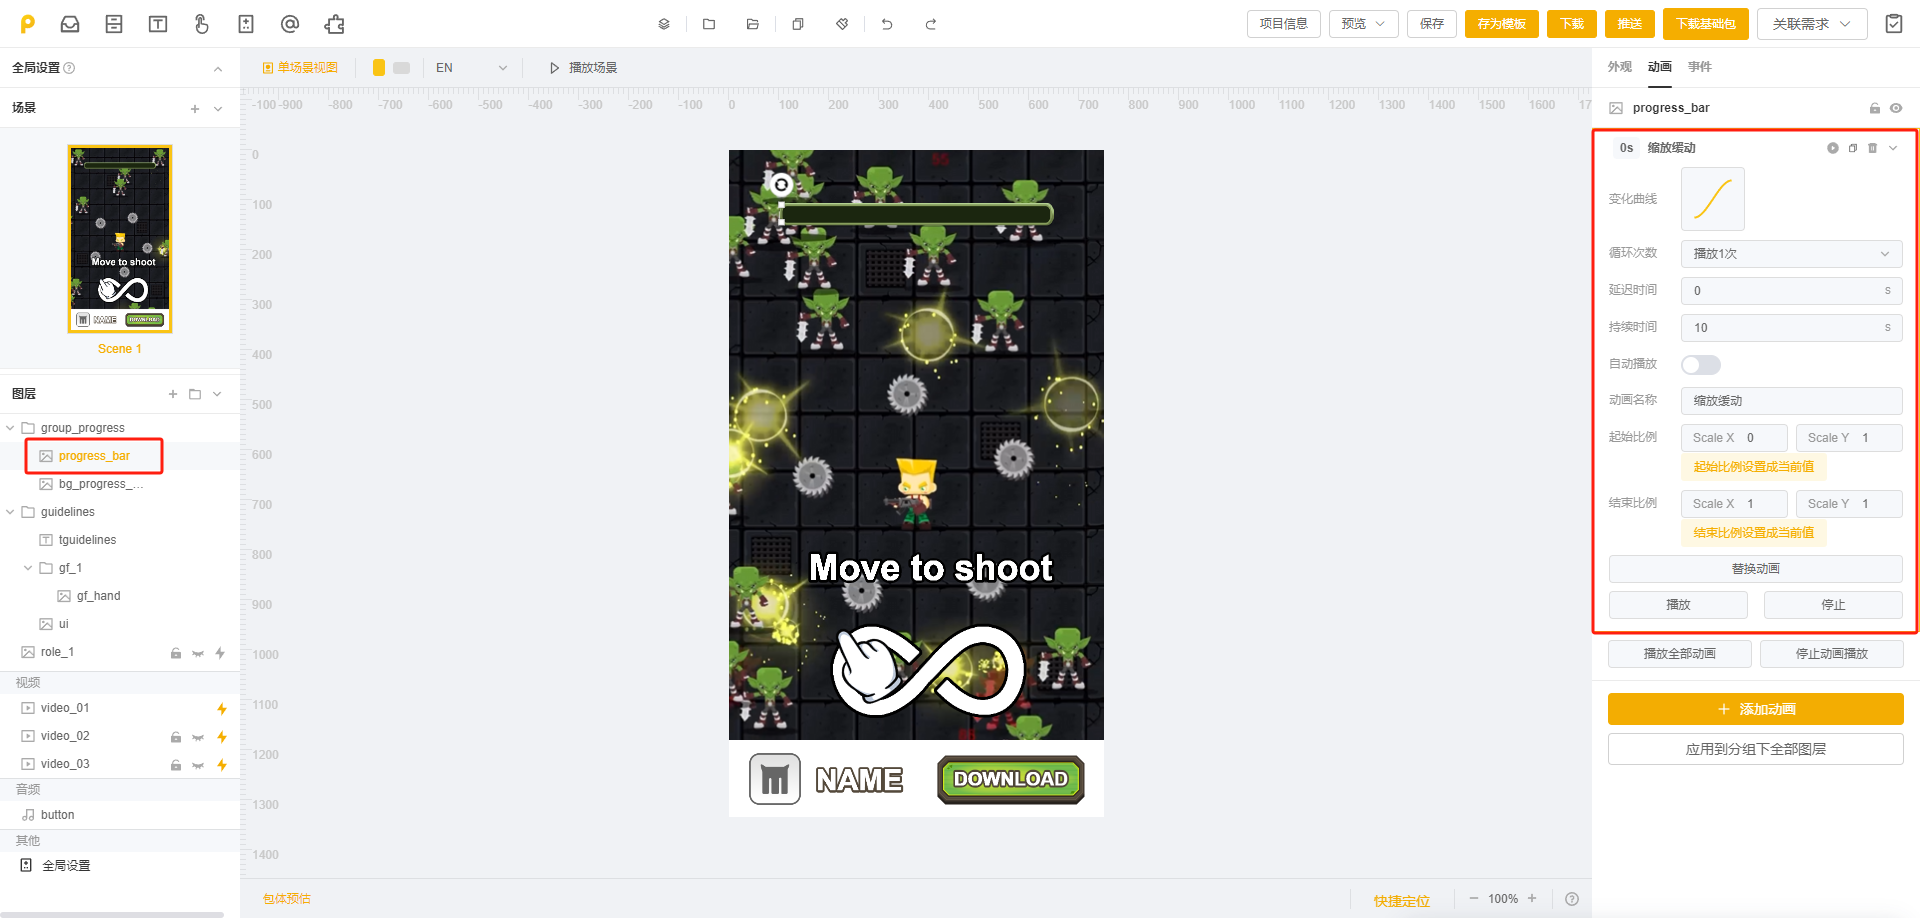 项目信息
预览
保存
存为模板
下载
推送
下载基础包
关联需求
全局设置
单场景视图
EN
播放场景
外观 动画 事件
场景
-100 -900 -800 -700 -600 -500 -400 -300 -200 -100 0 100 200 300 400 500 600 700 800 900 1000 1100 1200 1300 1400 1500 1600 17
progress_bar
0s 缩放缓动
变化曲线
循环次数 播放1次
延迟时间 0 s
持续时间 10 s
自动播放
动画名称 缩放缓动
起始比例 Scale X 0 Scale Y 1
起始比例设置成当前值
结束比例 Scale X 1 Scale Y 1
结束比例设置成当前值
替换动画
播放 停止
播放全部动画 停止动画播放
添加动画
应用到分组下全部图层
Move to shoot
NAME
DOWNLOAD
Scene 1
图层
group_progress
progress_bar
bg_progress_...
guidelines
tguidelines
gf_1
gf_hand
ui
role_1
视频
video_01
video_02
video_03
音频
button
其他
全局设置
0
100
200
300
400
500
600
700
800
900
1000
1100
1200
1300
1400
Move to shoot
NAME
DOWNLOAD
包体预估
快捷定位
100%